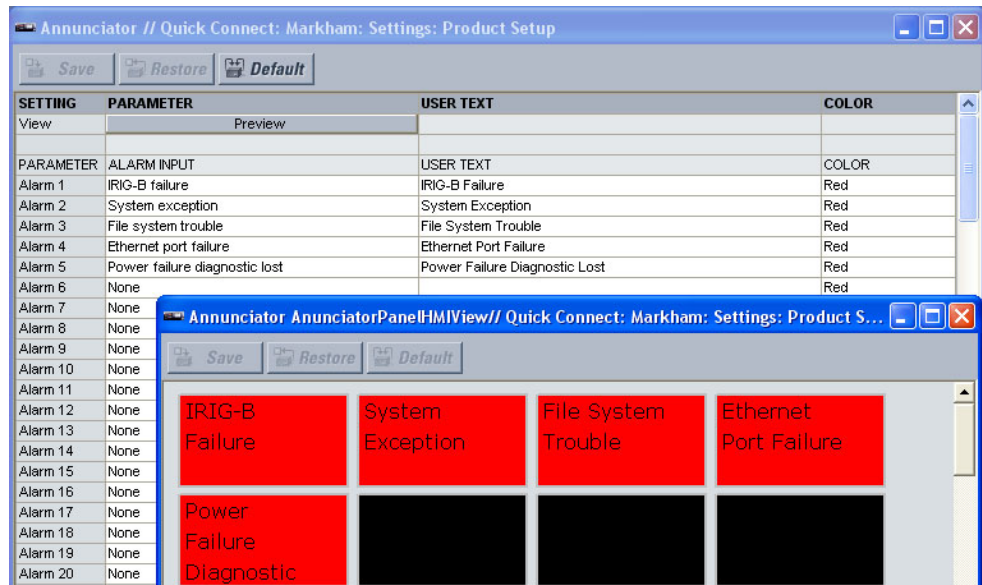 Annunciator // Quick Connect: Markham: Settings: Product Setup
Save Restore Default
SETTING PARAMETER USER TEXT COLOR
View Preview
PARAMETER ALARM INPUT USER TEXT COLOR
Alarm 1 IRIG-B failure IRIG-B Failure Red
Alarm 2 System exception System Exception Red
Alarm 3 File system trouble File System Trouble Red
Alarm 4 Ethernet port failure Ethernet Port Failure Red
Alarm 5 Power failure diagnostic lost Power Failure Diagnostic Lost Red
Alarm 6 None Red
Alarm 7 None
Alarm 8 None
Alarm 9 None
Alarm 10 None
Alarm 11 None
Alarm 12 None
Alarm 13 None
Alarm 14 None
Alarm 15 None
Alarm 16 None
Alarm 17 None
Alarm 18 None
Alarm 19 None
Alarm 20 None
Annunciator AnunciatorPanelHMIView// Quick Connect: Markham: Settings: Product S...
Save Restore Default
IRIG-B
Failure
System
Exception
File System
Trouble
Ethernet
Port Failure
Power
Failure
Diagnostic